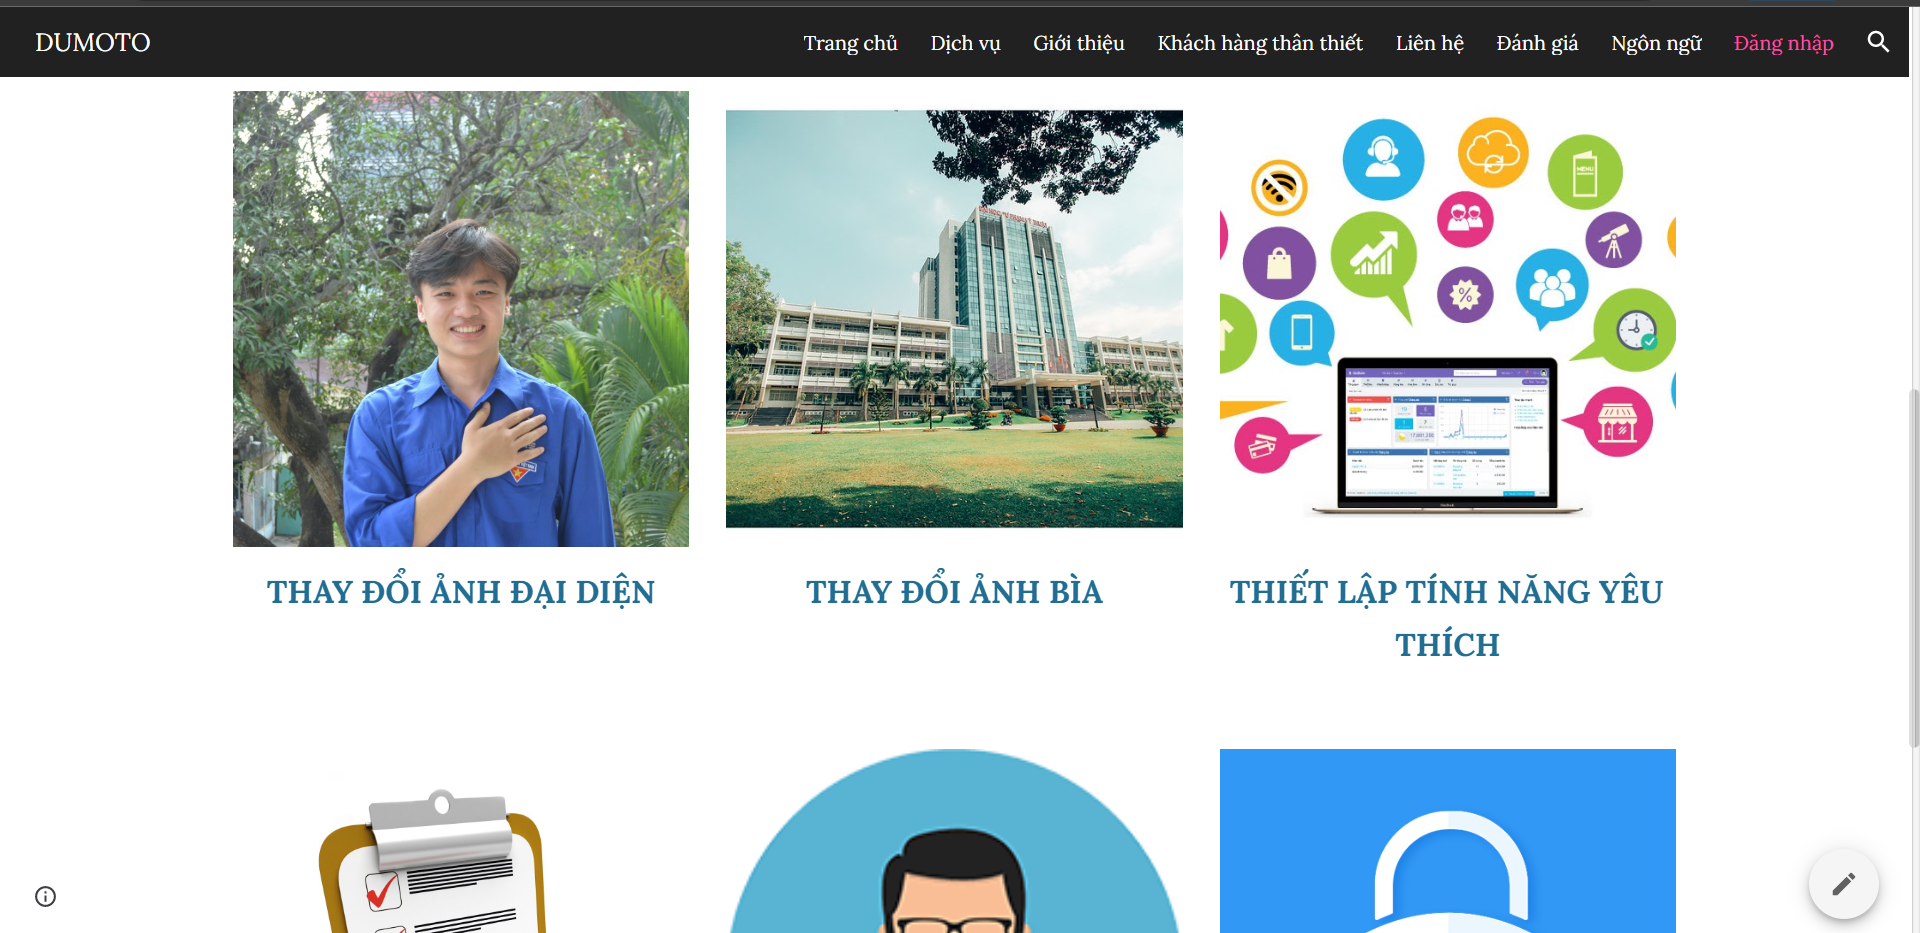 DUMOTO
Trang chủ
Dịch vụ
Giới thiệu
Khách hàng thân thiết
Liên hệ
Đánh giá
Ngôn ngữ
Đăng nhập
MENU
THAY ĐỔI ẢNH ĐẠI DIỆN
THAY ĐỔI ẢNH BÌA
THIẾT LẬP TÍNH NĂNG YÊU
THÍCH